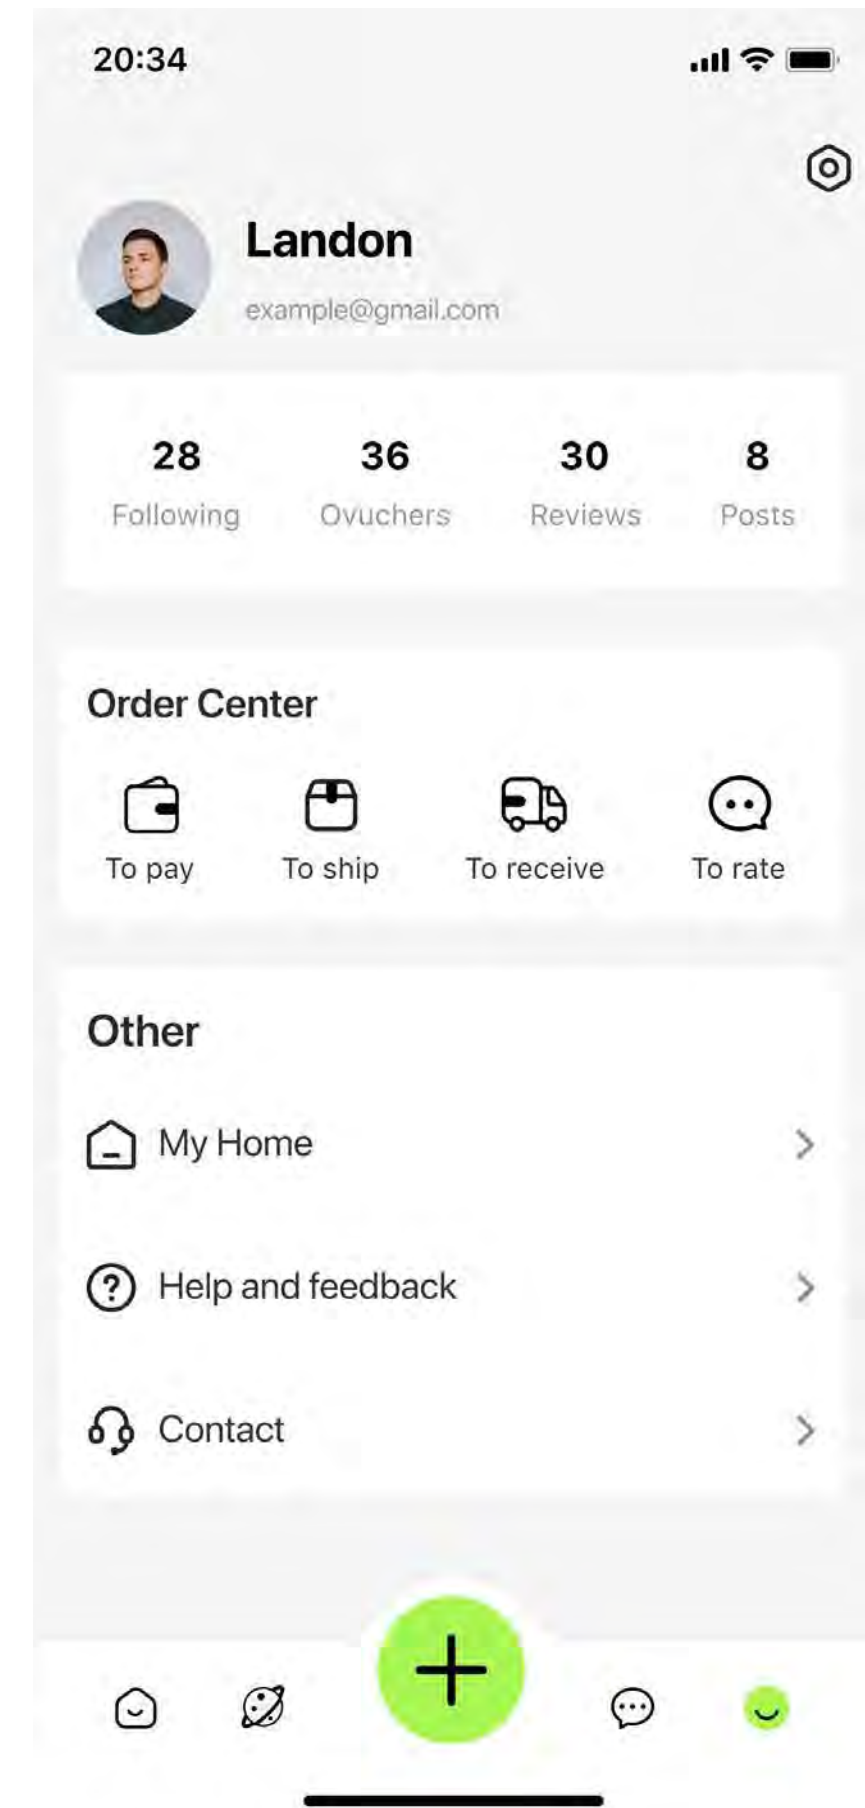 20:34
Landon
example@gmail.com
28 36 30 8
Following Ovuchers Reviews Posts
Order Center
To pay To ship To receive To rate
Other
My Home
Help and feedback
Contact